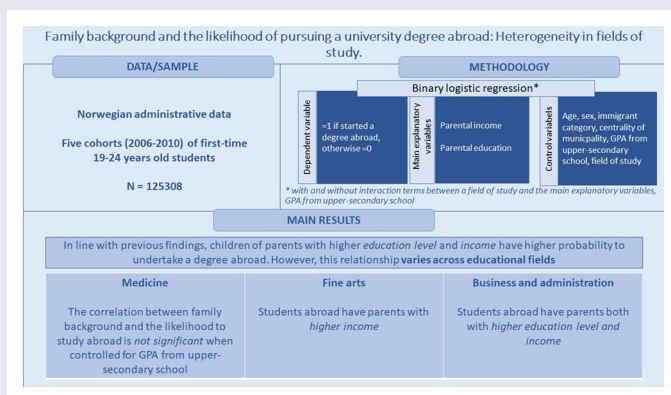 Family background and the likelihood of pursuing a university degree abroad: Heterogeneity in fields of
study.
DATA/SAMPLE
Norwegian administrative data
Five cohorts (2006-2010) of first-time
19-24 years old students
N = 125308
METHODOLOGY
Binary logistic regression*
Dependent variable
=1 if started a
degree abroad,
otherwise =0
Main explanatory
variables
Parental income
Parental education
Control variabels
Age, sex, immigrant
category, centrality of
municpality, GPA from
upper-secondary
school, field of study
* with and without interaction terms between a field of study and the main explanatory variables,
GPA from upper-secondary school
MAIN RESULTS
In line with previous findings, children of parents with higher education level and income have higher probability to
undertake a degree abroad. However, this relationship varies across educational fields
Medicine
The correlation between family
background and the likelihood to
study abroad is not significant when
controlled for GPA from upper-
secondary school
Fine arts
Students abroad have parents with
higher income
Business and administration
Students abroad have parents both
with higher education level and
income